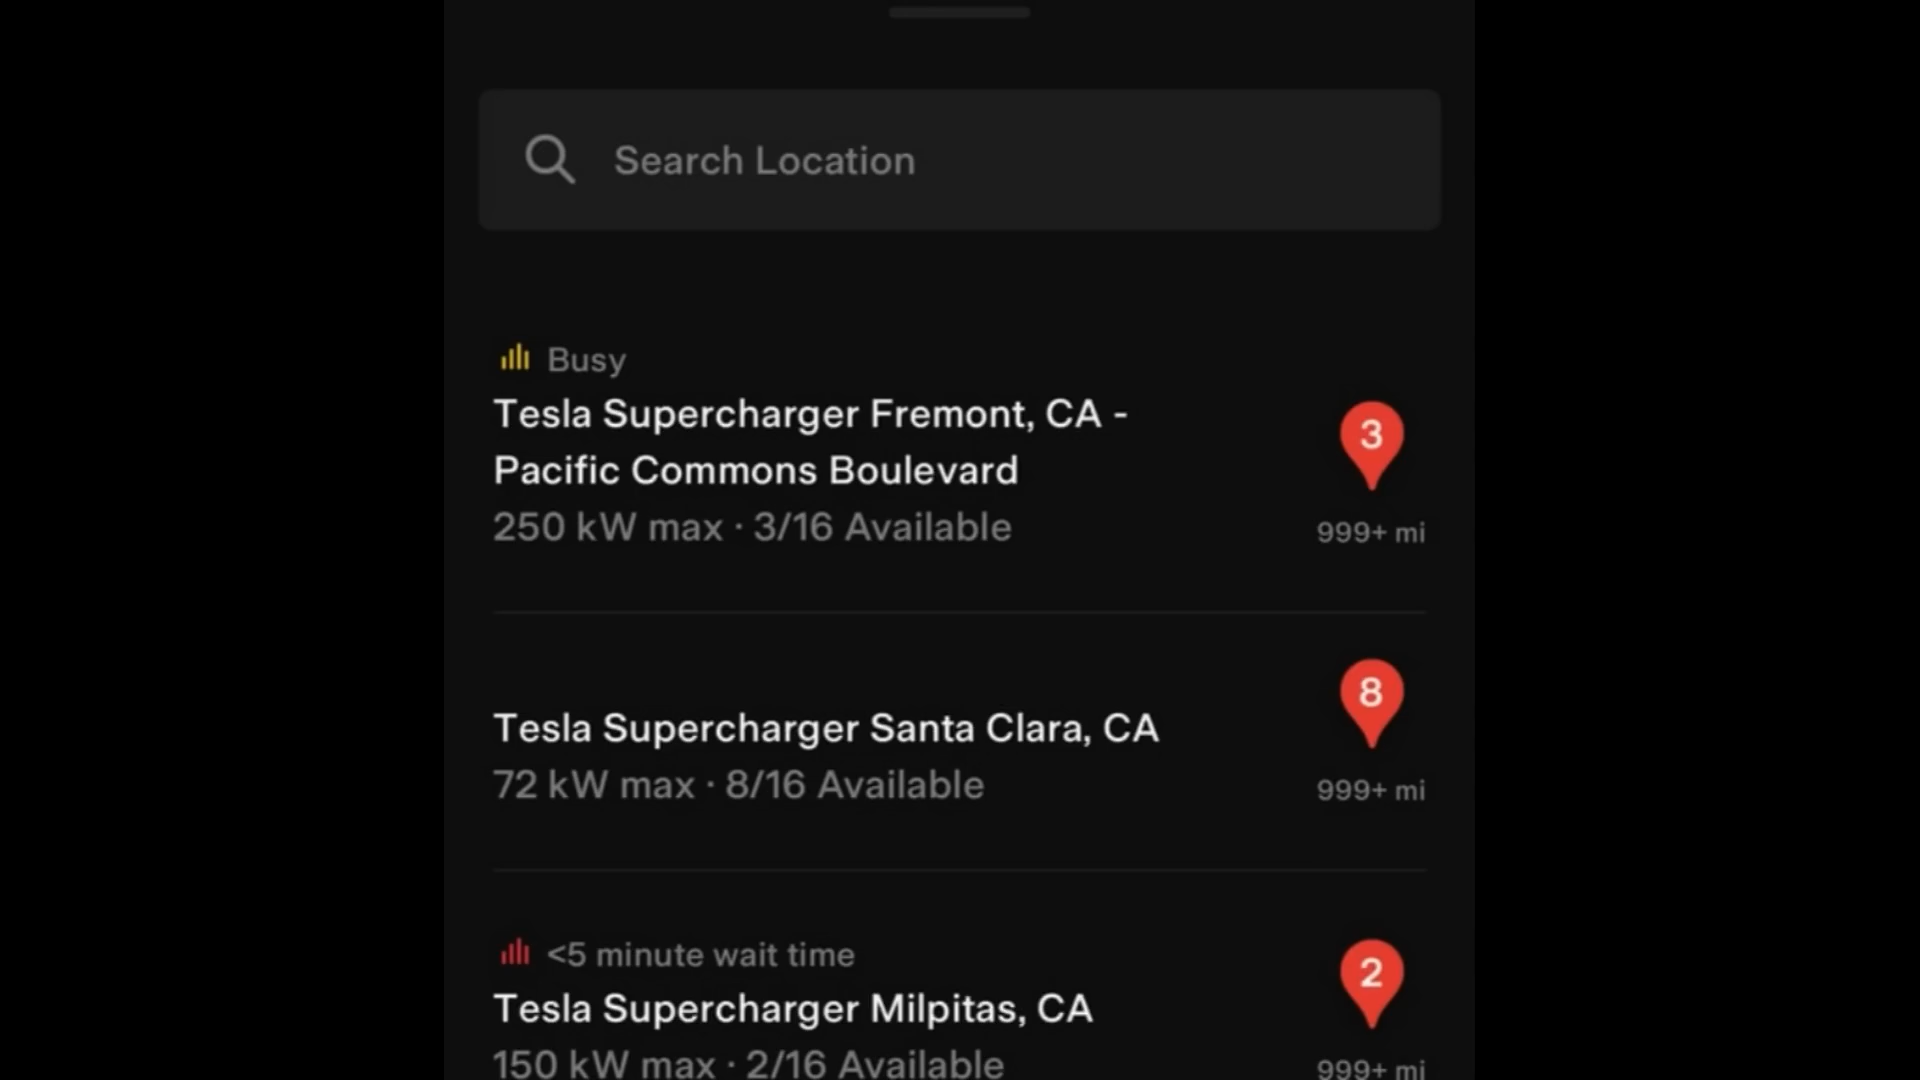 Search Location
Busy
Tesla Supercharger Fremont, CA -
Pacific Commons Boulevard
3
250 kW max · 3/16 Available
999+ mi
8
Tesla Supercharger Santa Clara, CA
72 kW max · 8/16 Available
999+ mi
<5 minute wait time
2
Tesla Supercharger Milpitas, CA
150 kW max · 2/16 Available
999+ mi